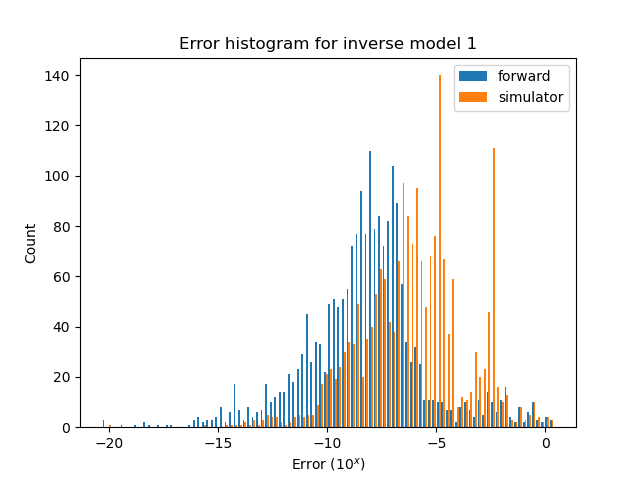 Error histogram for inverse model 1
forward
simulator
140
120
100
80
60
40
20
0
Count
−20 −15 −10 −5 0
Error (10^x)